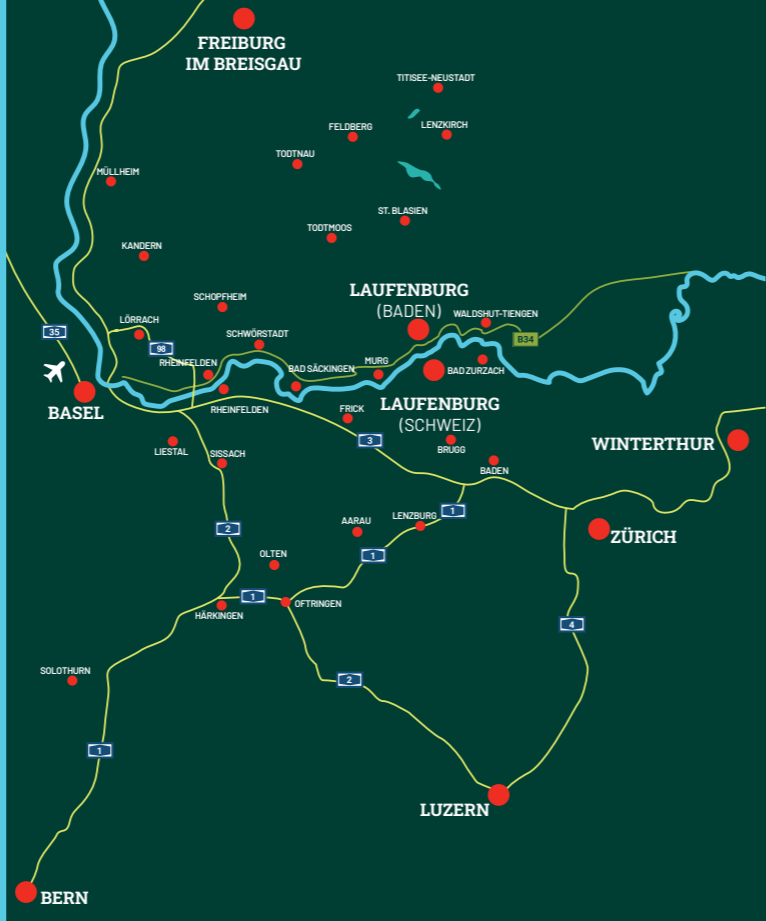 FREIBURG
IM BREISGAU
TITISEE-NEUSTADT
FELDBERG
LENZKIRCH
TODTNAU
MÜLLHEIM
ST. BLASIEN
TODTMOOS
KANDERN
LAUFENBURG
(BADEN)
SCHOPFHEIM
WALDSHUT-TIENGEN
LÖRRACH
35
SCHWÖRSTADT
B34
98
RHEINFELDEN
MURG
BAD SÄCKINGEN
BAD ZURZACH
BASEL
RHEINFELDEN
FRICK
LAUFENBURG
(SCHWEIZ)
3
WINTERTHUR
BRUGG
LIESTAL
SISSACH
BADEN
1
LENZBURG
AARAU
2
ZÜRICH
OLTEN
1
1
OFTRINGEN
HÄRKINGEN
4
SOLOTHURN
2
1
LUZERN
BERN